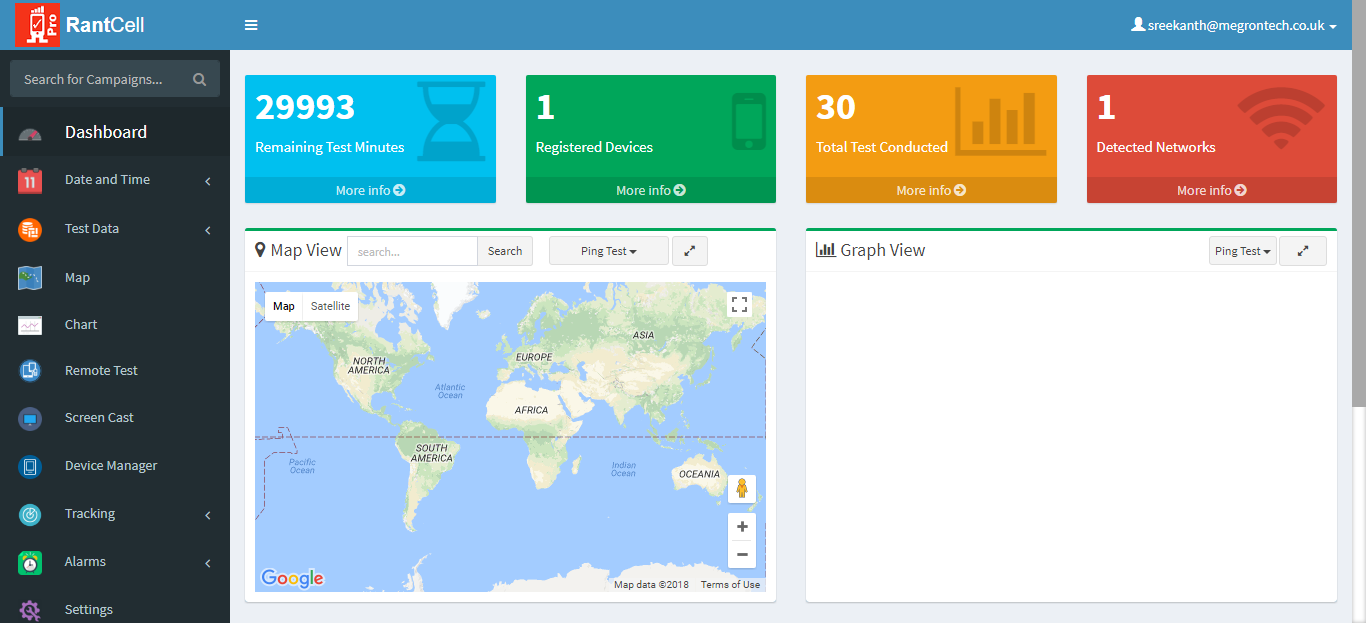 Pro
RantCell
sreekanth@megrontech.co.uk
Search for Campaigns...
Dashboard
11
Date and Time
Test Data
Map
Chart
Remote Test
Screen Cast
Device Manager
Tracking
Alarms
Settings
29993
Remaining Test Minutes
More info
1
Registered Devices
More info
30
Total Test Conducted
More info
1
Detected Networks
More info
Map View
search...
Search
Ping Test
Map
Satellite
NORTH
AMERICA
EUROPE
ASIA
Atlantic
Ocean
AFRICA
SOUTH
AMERICA
Pacific
Ocean
Indian
Ocean
OCEANIA
Google
Map data ©2018
Terms of Use
Graph View
Ping Test